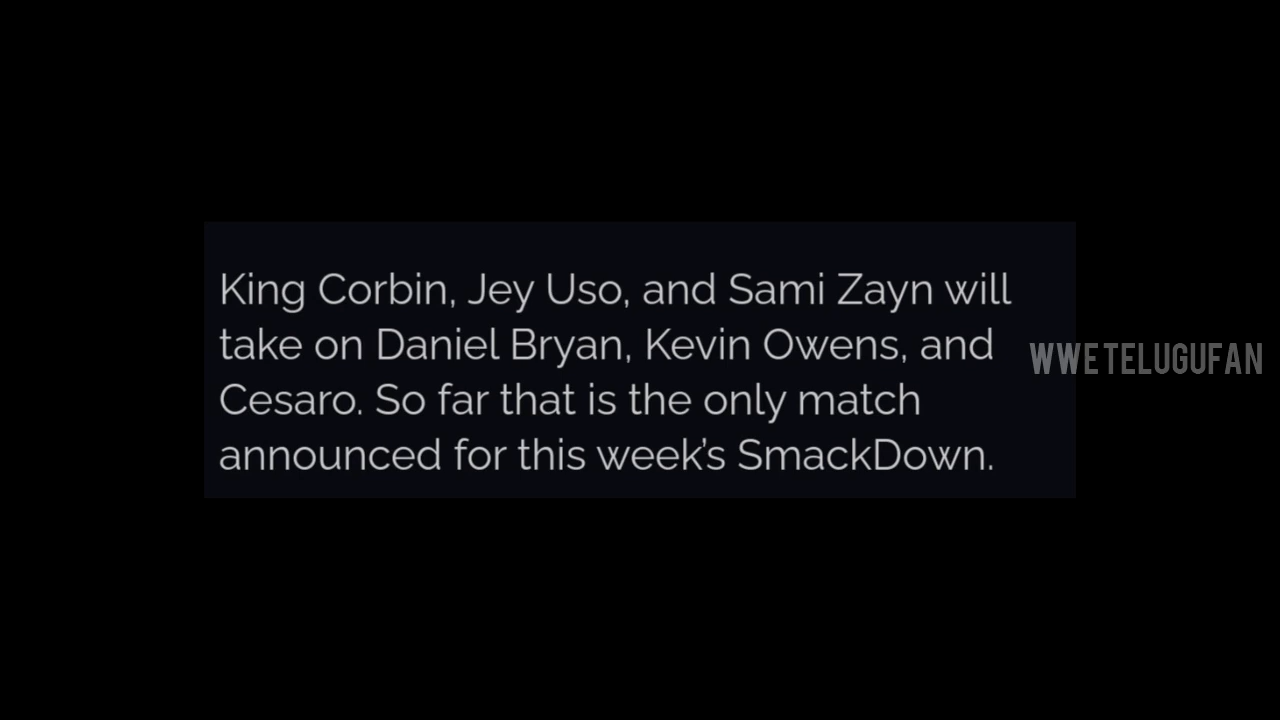 King Corbin, Jey Uso, and Sami Zayn will
take on Daniel Bryan, Kevin Owens, and
Cesaro. So far that is the only match
announced for this week’s SmackDown.
WWETELUGUFAN